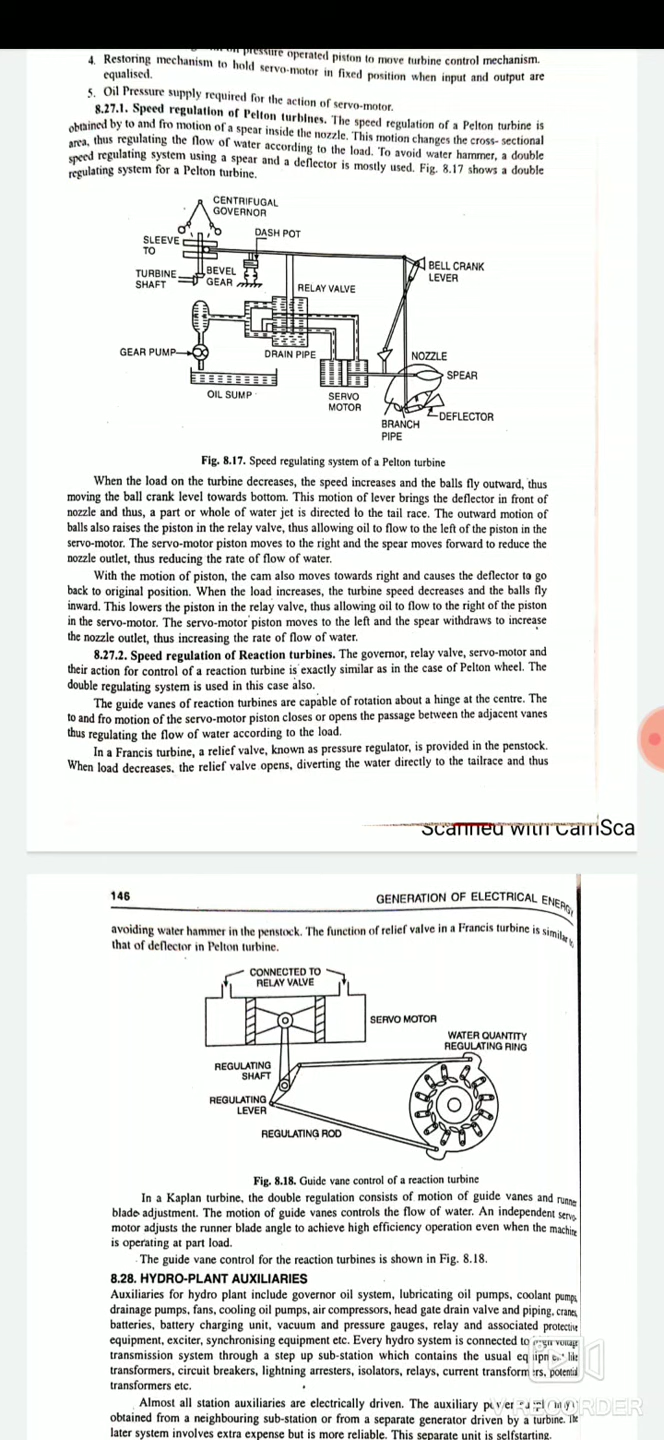 pressure operated piston to move turbine control mechanism.
4. Restoring mechanism to hold servo-motor in fixed position when input and output are
equalised.
5. Oil Pressure supply required for the action of servo-motor.
8.27.1. Speed regulation of Pelton turbines. The speed regulation of a Pelton turbine is
obtained by to and fro motion of a spear inside the nozzle. This motion changes the cross- sectional
area, thus regulating the flow of water according to the load. To avoid water hammer, a double
speed regulating system using a spear and a deflector is mostly used. Fig. 8.17 shows a double
regulating system for a Pelton turbine.
CENTRIFUGAL
GOVERNOR
DASH POT
SLEEVE
TO
BELL CRANK
LEVER
TURBINE
SHAFT
BEVEL
GEAR
RELAY VALVE
GEAR PUMP
DRAIN PIPE
NOZZLE
SPEAR
OIL SUMP
SERVO
MOTOR
DEFLECTOR
BRANCH
PIPE
Fig. 8.17. Speed regulating system of a Pelton turbine
When the load on the turbine decreases, the speed increases and the balls fly outward, thus
moving the ball crank level towards bottom. This motion of lever brings the deflector in front of
nozzle and thus, a part or whole of water jet is directed to the tail race. The outward motion of
balls also raises the piston in the relay valve, thus allowing oil to flow to the left of the piston in the
servo-motor. The servo-motor piston moves to the right and the spear moves forward to reduce the
nozzle outlet, thus reducing the rate of flow of water.
With the motion of piston, the cam also moves towards right and causes the deflector to go
back to original position. When the load increases, the turbine speed decreases and the balls fly
inward. This lowers the piston in the relay valve, thus allowing oil to flow to the right of the piston
in the servo-motor. The servo-motor piston moves to the left and the spear withdraws to increase
the nozzle outlet, thus increasing the rate of flow of water.
8.27.2. Speed regulation of Reaction turbines. The governor, relay valve, servo-motor and
their action for control of a reaction turbine is exactly similar as in the case of Pelton wheel. The
double regulating system is used in this case also.
The guide vanes of reaction turbines are capable of rotation about a hinge at the centre. The
to and fro motion of the servo-motor piston closes or opens the passage between the adjacent vanes
thus regulating the flow of water according to the load.
In a Francis turbine, a relief valve, known as pressure regulator, is provided in the penstock.
When load decreases, the relief valve opens, diverting the water directly to the tailrace and thus
Scanned with CamSca
146
GENERATION OF ELECTRICAL ENERGY
avoiding water hammer in the penstock. The function of relief valve in a Francis turbine is similar to
that of deflector in Pelton turbine.
CONNECTED TO
RELAY VALVE
SERVO MOTOR
WATER QUANTITY
REGULATING RING
REGULATING
SHAFT
REGULATING
LEVER
REGULATING ROD
Fig. 8.18. Guide vane control of a reaction turbine
In a Kaplan turbine, the double regulation consists of motion of guide vanes and runner
blade adjustment. The motion of guide vanes controls the flow of water. An independent servo-
motor adjusts the runner blade angle to achieve high efficiency operation even when the machine
is operating at part load.
The guide vane control for the reaction turbines is shown in Fig. 8.18.
8.28. HYDRO-PLANT AUXILIARIES
Auxiliaries for hydro plant include governor oil system, lubricating oil pumps, coolant pumps,
drainage pumps, fans, cooling oil pumps, air compressors, head gate drain valve and piping, cranes,
batteries, battery charging unit, vacuum and pressure gauges, relay and associated protective
equipment, exciter, synchronising equipment etc. Every hydro system is connected to high voltage
transmission system through a step up sub-station which contains the usual like
transformers, circuit breakers, lightning arresters, isolators, relays, current transformers, potential
transformers etc.
Almost all station auxiliaries are electrically driven. The auxiliary power
obtained from a neighbouring sub-station or from a separate generator driven by a turbine. The
later system involves extra expense but is more reliable. This separate unit is selfstarting.